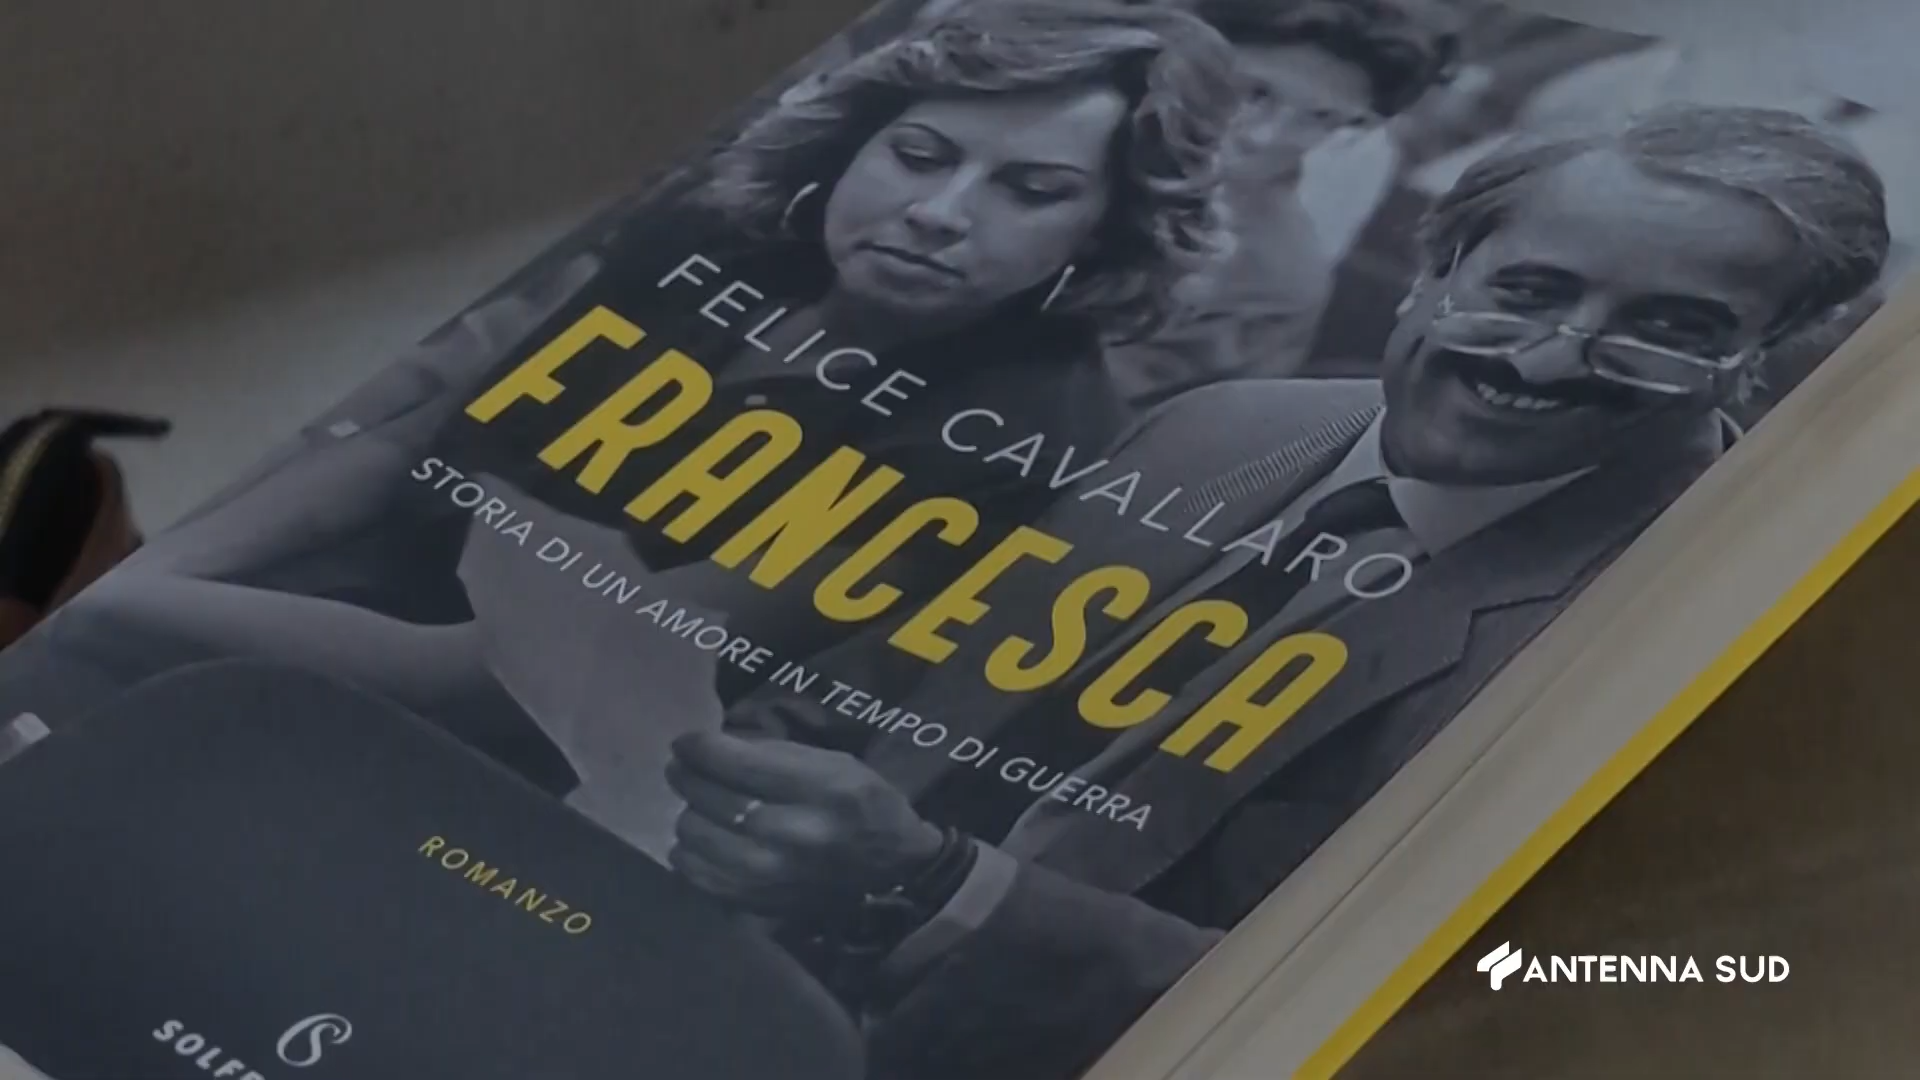 FELICE CAVALLARO
FRANCESCA
STORIA DI UN AMORE IN TEMPO DI GUERRA
ROMANZO
S
ANTENNA SUD